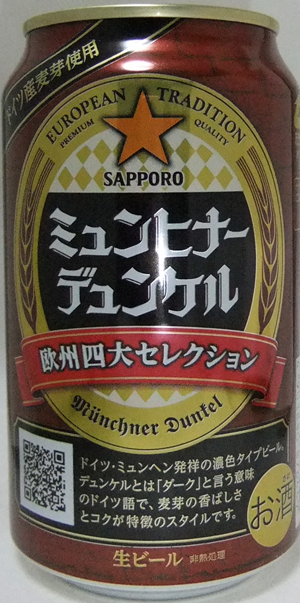 ドイツ産麦芽使用
EUROPEAN TRADITION
PREMIUM QUALITY
SAPPORO
ミュンヒナー
デュンケル
欧州四大セレクション
Münchner Dunkel
ドイツ・ミュンヘン発祥の濃色タイプビール。
デュンケルとは「ダーク」と言う意味
のドイツ語で、麦芽の香ばしさ
とコクが特徴のスタイルです。
お酒
生ビール 非熱処理